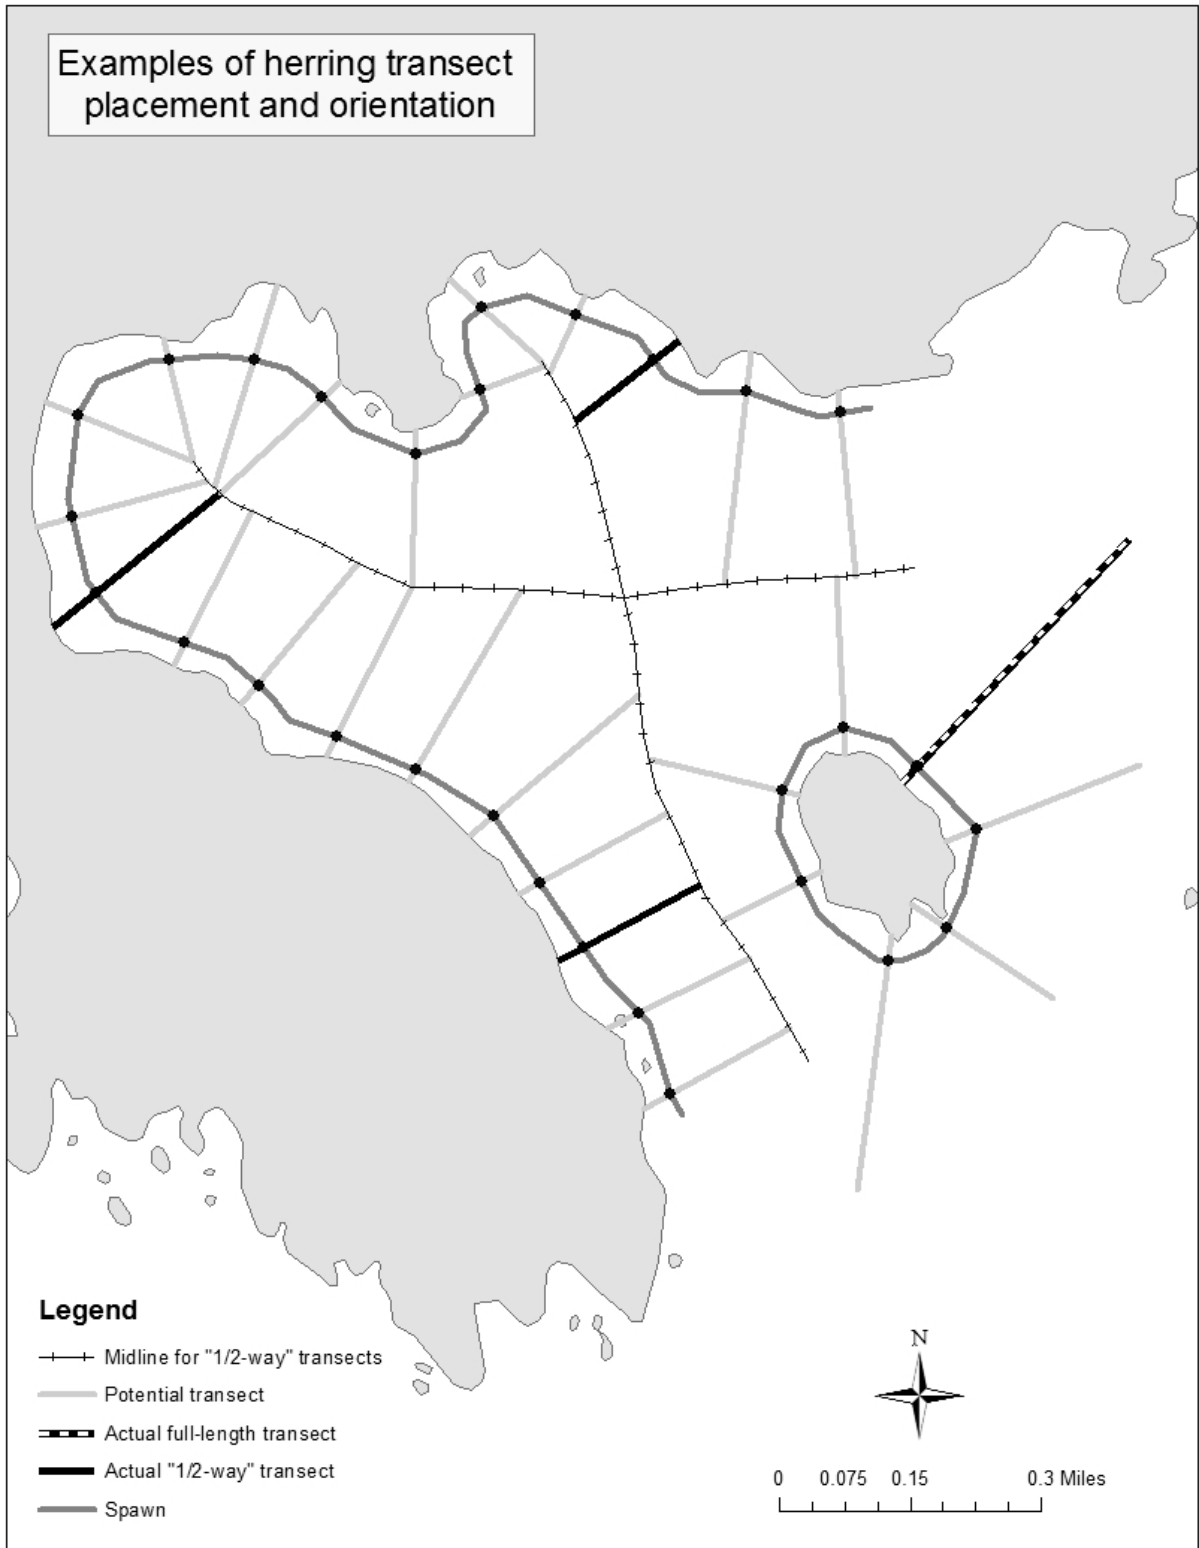 Examples of herring transect
placement and orientation
Legend
Midline for "1/2-way" transects
Potential transect
Actual full-length transect
Actual "1/2-way" transect
Spawn
N
0 0.075 0.15 0.3 Miles